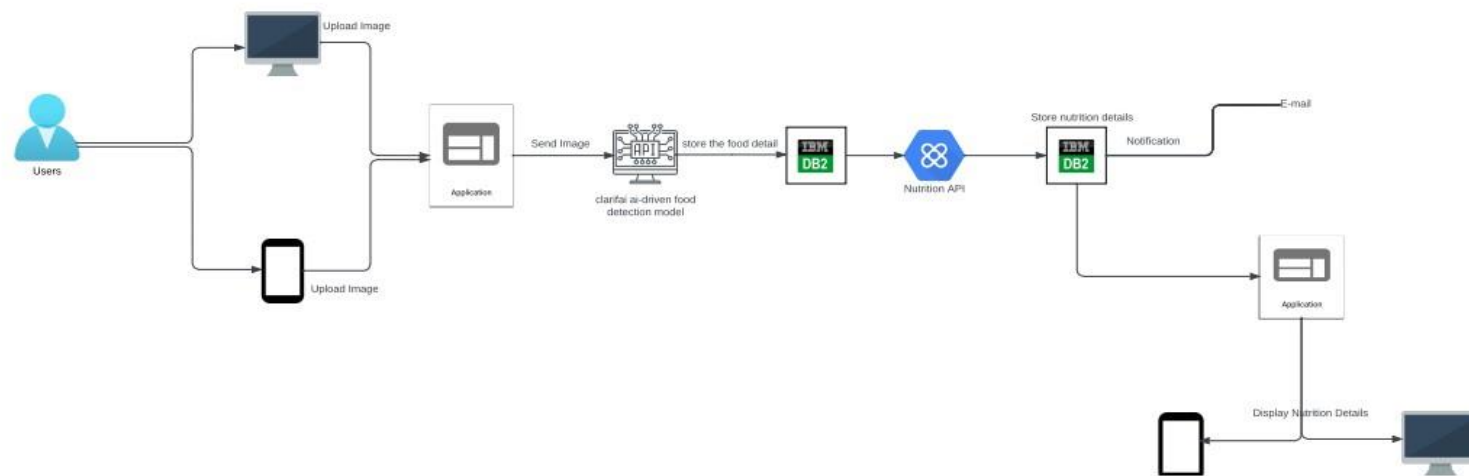 Upload Image
Users
Upload Image
Application
Send Image
API
clarifai ai-driven food
detection model
store the food detail
IBM
DB2
Nutrition API
Store nutrition details
IBM
DB2
Notification
E-mail
Application
Display Nutrition Details